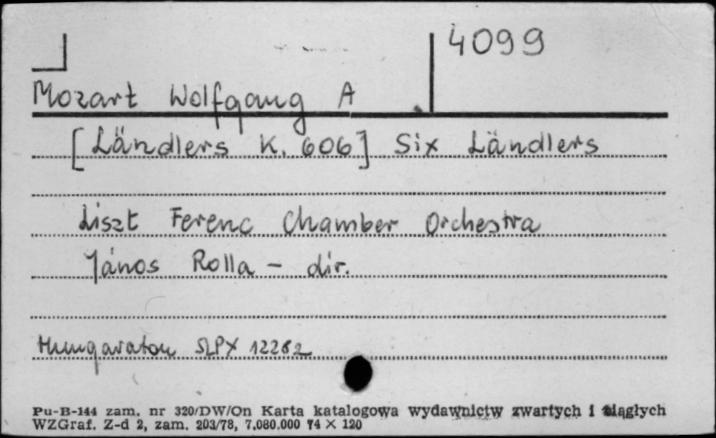 4099
Mozart Wolfgang A
[Ländlers K. 606] Six Ländlers
Liszt Ferenc Chamber Orchestra
János Rolla - dir.
Hungaraton SLPX 12262
Pu-B-144 zam. nr 320/DW/On Karta katalogowa wydawnictw zwartych i ciągłych
WZGraf. Z-d 2, zam. 203/78, 7.080.000 74 × 120